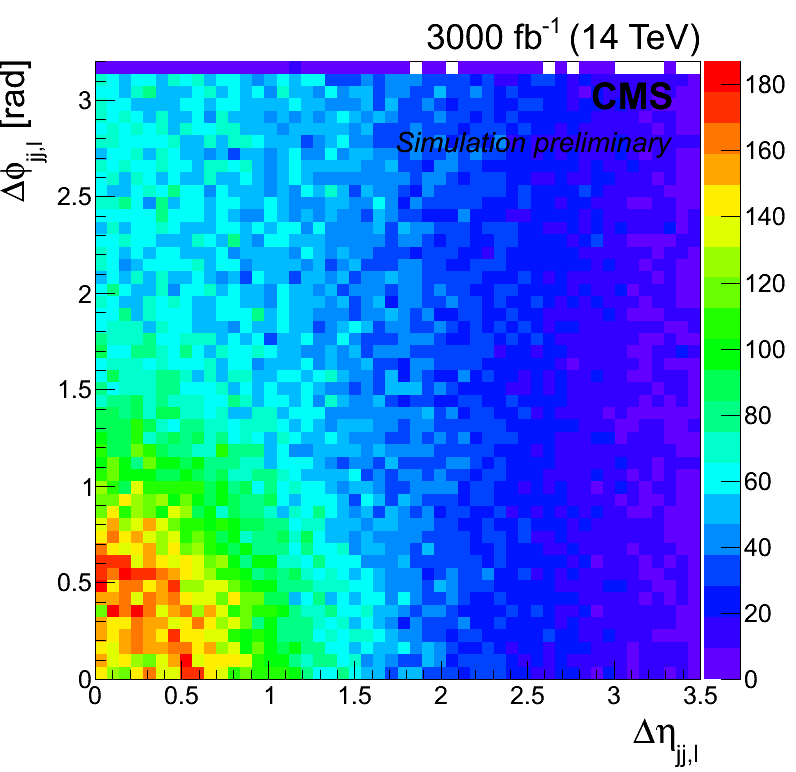 3000 fb⁻¹ (14 TeV)
CMS
Simulation preliminary
Δϕjj,l [rad]
3
2.5
2
1.5
1
0.5
0
0 0.5 1 1.5 2 2.5 3 3.5
Δηjj,l
180
160
140
120
100
80
60
40
20
0